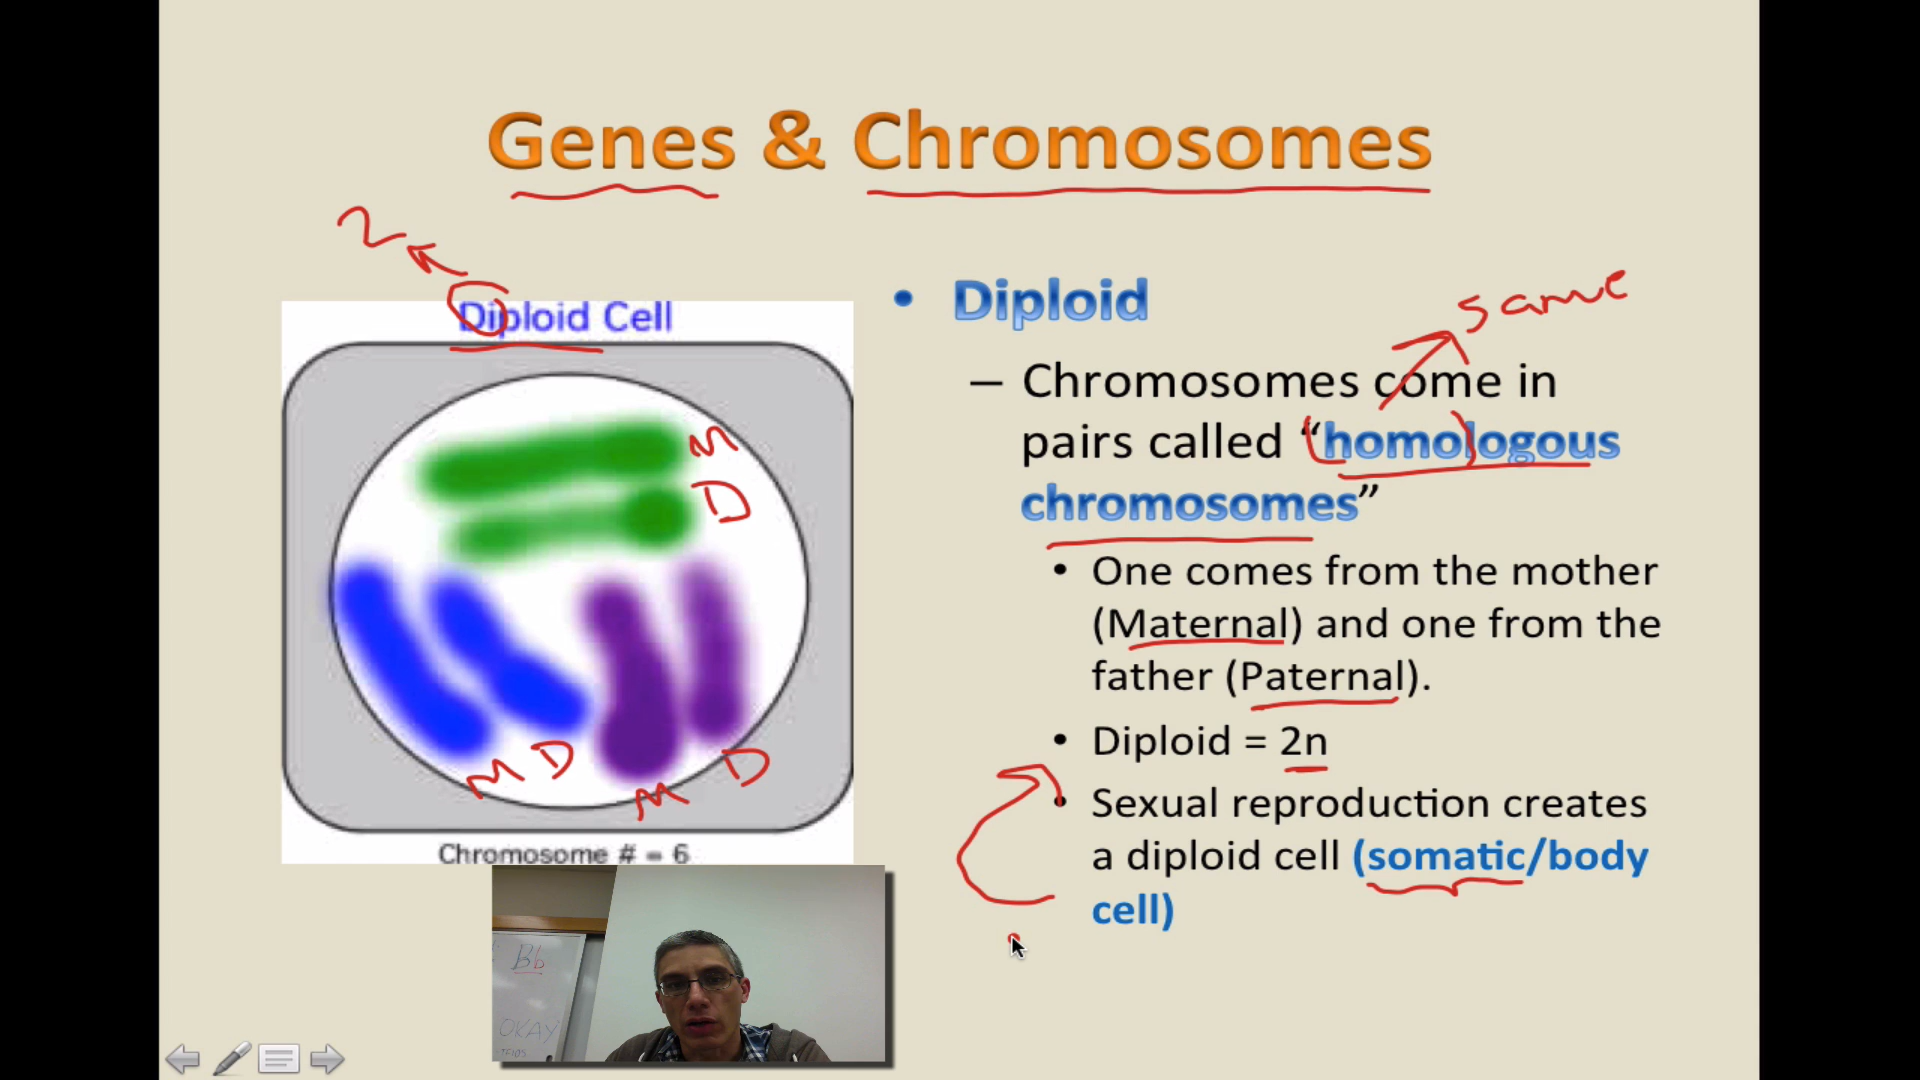 Genes & Chromosomes
2
Diploid Cell
M
D
M D
M
D
Chromosome # = 6
• Diploid
same
– Chromosomes come in
pairs called “homologous
chromosomes”
• One comes from the mother
(Maternal) and one from the
father (Paternal).
• Diploid = 2n
• Sexual reproduction creates
a diploid cell (somatic/body
cell)
Bb
OKAY